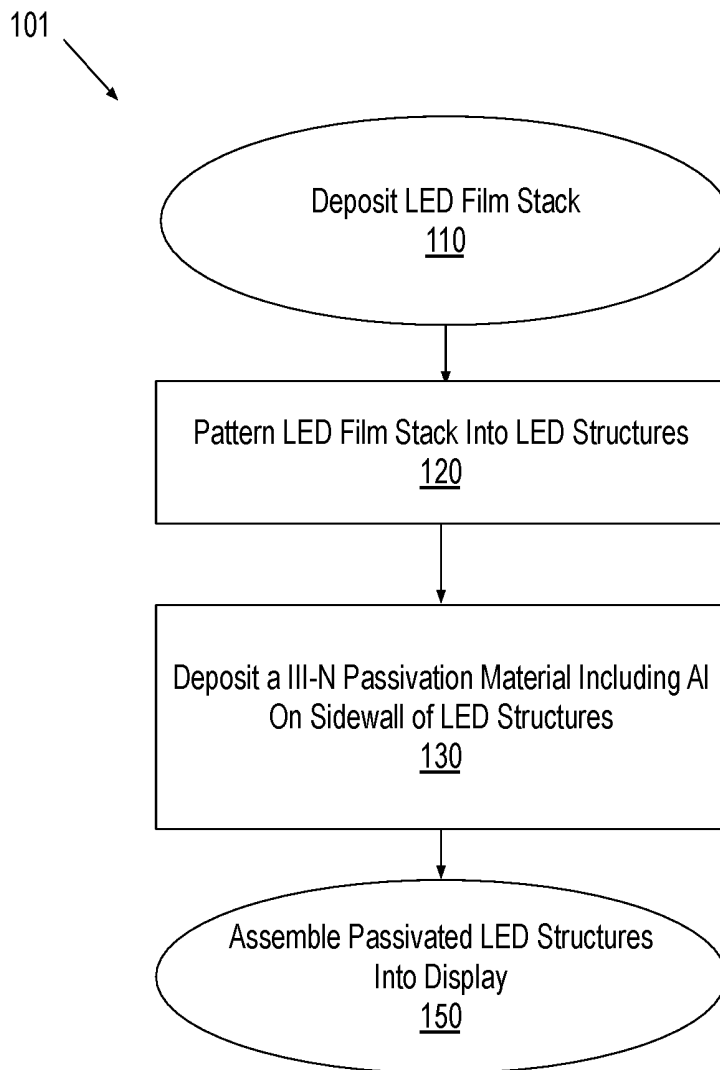 101
Deposit LED Film Stack
110
Pattern LED Film Stack Into LED Structures
120
Deposit a III-N Passivation Material Including Al
On Sidewall of LED Structures
130
Assemble Passivated LED Structures
Into Display
150